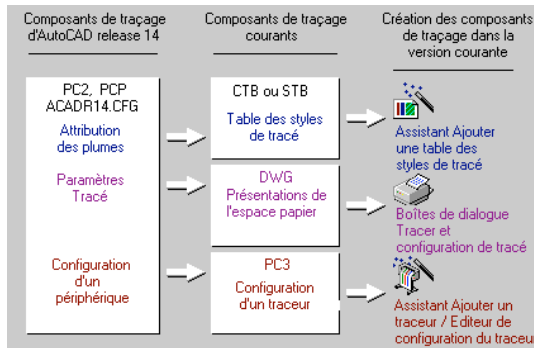 Composants de traçage
d'AutoCAD release 14
Composants de traçage
courants
Création des composants
de traçage dans la
version courante
PC2, PCP
ACADR14.CFG
Attribution
des plumes
Paramètres
Tracé
Configuration
d'un
périphérique
CTB ou STB
Table des styles
de tracé
DWG
Présentations de
l'espace papier
PC3
Configuration
d'un traceur
Assistant Ajouter
une table des
styles de tracé
Boîtes de dialogue
Tracer et
configuration de tracé
Assistant Ajouter un
traceur / Editeur de
configuration du traceur